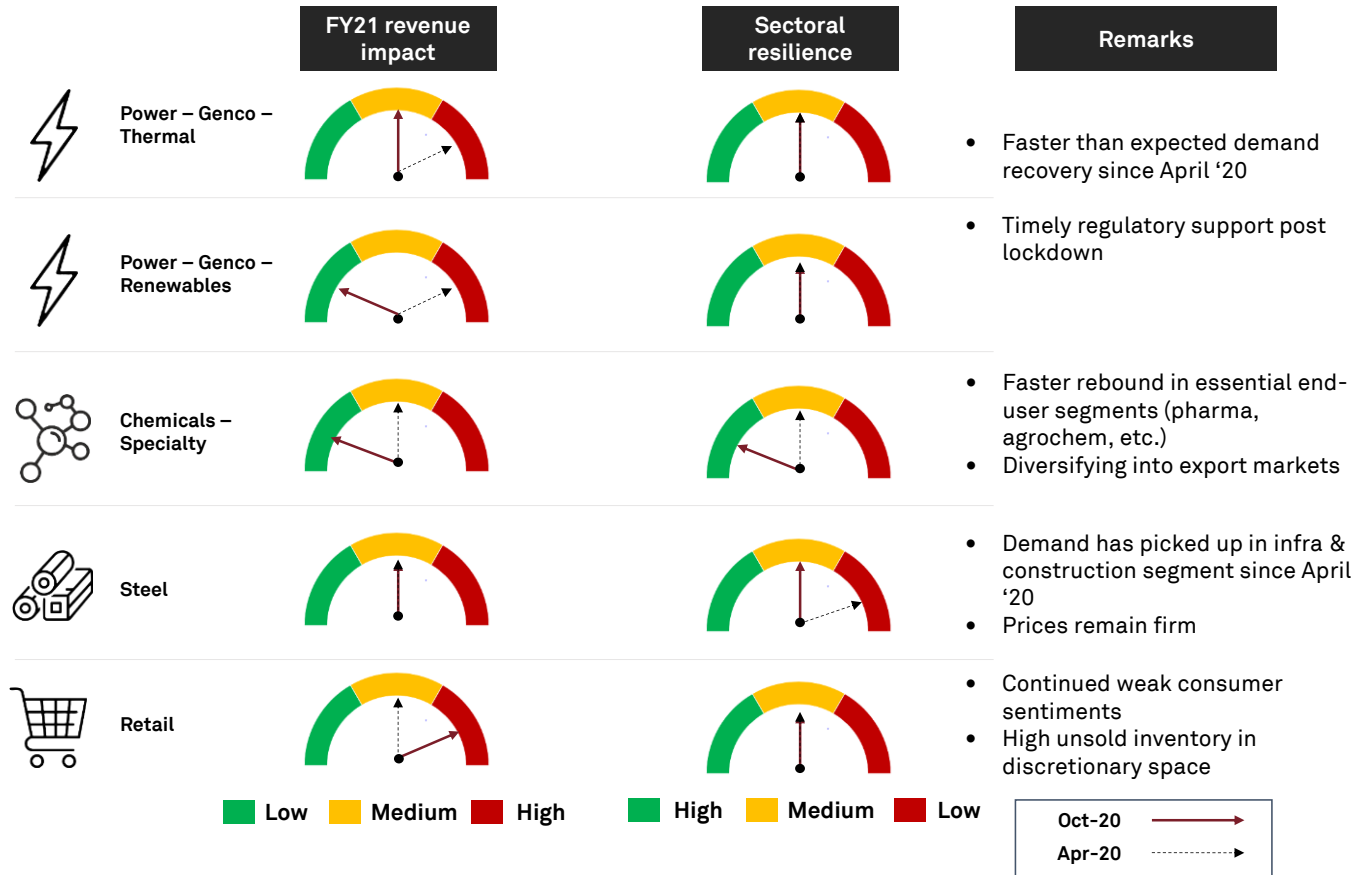 FY21 revenue
impact
Sectoral
resilience
Remarks
Power – Genco –
Thermal
• Faster than expected demand
recovery since April ‘20
Power – Genco –
Renewables
• Timely regulatory support post
lockdown
Chemicals –
Specialty
• Faster rebound in essential end-
user segments (pharma,
agrochem, etc.)
• Diversifying into export markets
Steel
• Demand has picked up in infra &
construction segment since April
‘20
• Prices remain firm
Retail
• Continued weak consumer
sentiments
• High unsold inventory in
discretionary space
Low Medium High
High Medium Low
Oct-20
Apr-20